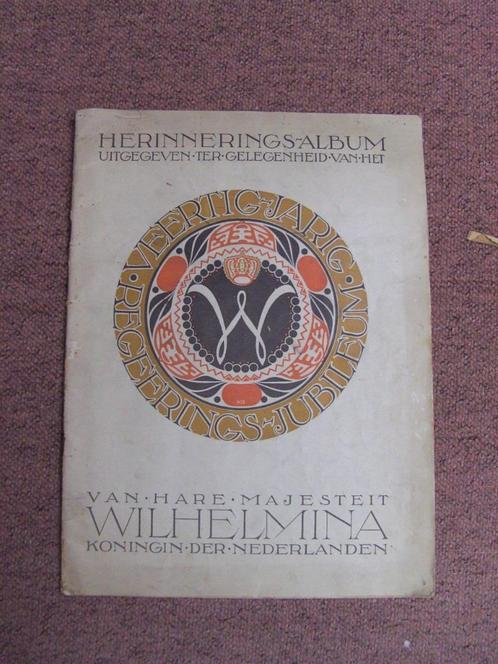 HERINNERINGS-ALBUM
UITGEGEVEN·TER·GELEGENHEID·VAN·HET
·VEERTIG-JARIG·
REGEERINGS-JUBILEUM
W
VAN·HARE·MAJESTEIT
WILHELMINA
KONINGIN·DER·NEDERLANDEN